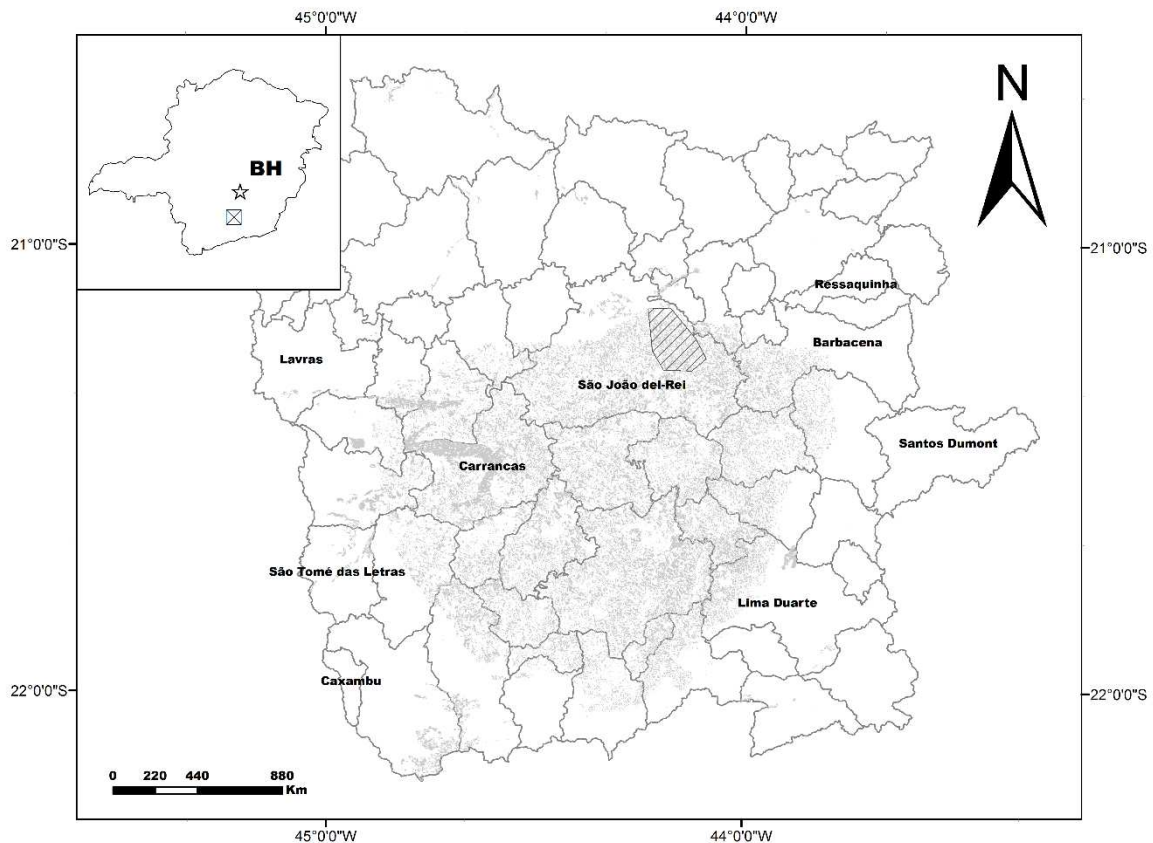 45°0'0"W 44°0'0"W
BH
N
21°0'0"S 21°0'0"S
Ressaquinha
Barbacena
Lavras
São João del-Rei
Santos Dumont
Carrancas
São Tomé das Letras
Lima Duarte
Caxambu
22°0'0"S 22°0'0"S
0 220 440 880
Km
45°0'0"W 44°0'0"W